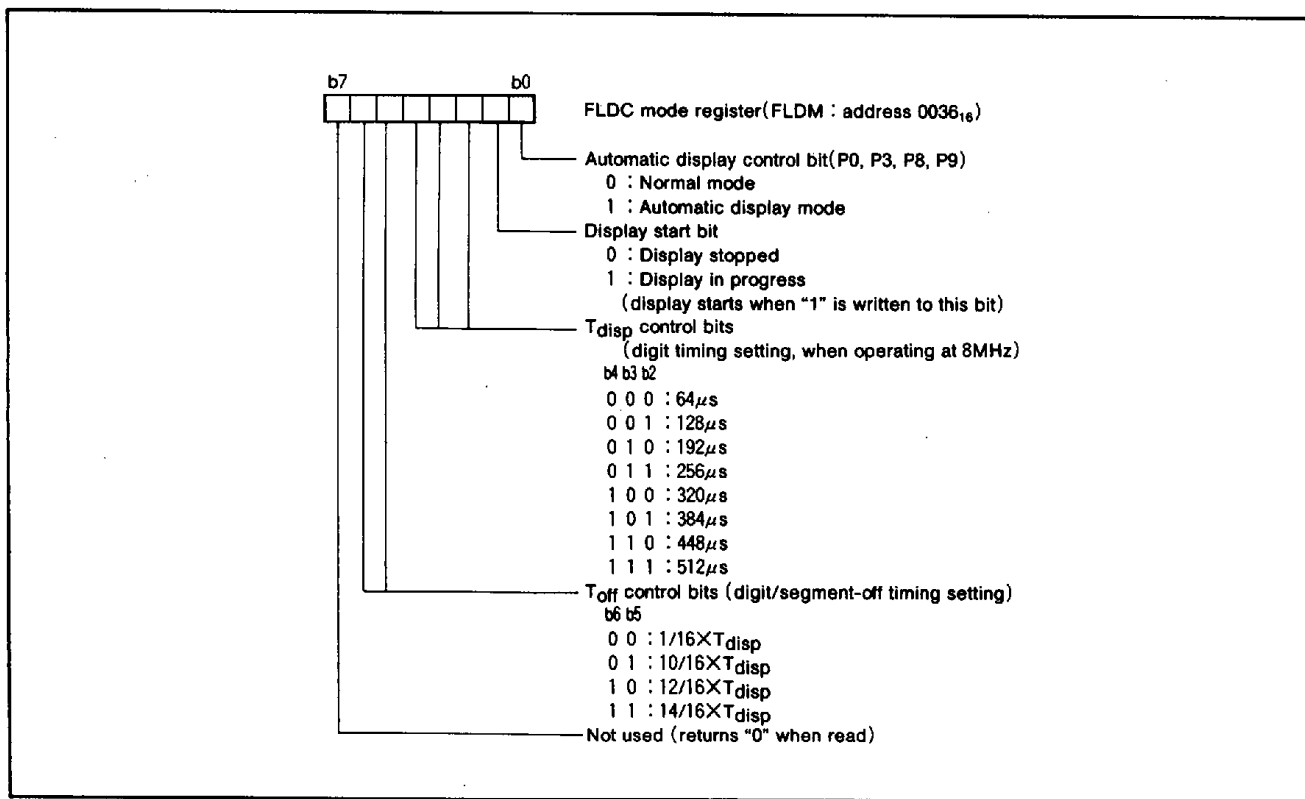 b7 b0
FLDC mode register(FLDM : address 0036₁₆)
Automatic display control bit(P0, P3, P8, P9)
0 : Normal mode
1 : Automatic display mode
Display start bit
0 : Display stopped
1 : Display in progress
(display starts when “1” is written to this bit)
Tdisp control bits
(digit timing setting, when operating at 8MHz)
b4 b3 b2
0 0 0 : 64μs
0 0 1 : 128μs
0 1 0 : 192μs
0 1 1 : 256μs
1 0 0 : 320μs
1 0 1 : 384μs
1 1 0 : 448μs
1 1 1 : 512μs
Toff control bits (digit/segment-off timing setting)
b6 b5
0 0 : 1/16×Tdisp
0 1 : 10/16×Tdisp
1 0 : 12/16×Tdisp
1 1 : 14/16×Tdisp
Not used (returns “0” when read)